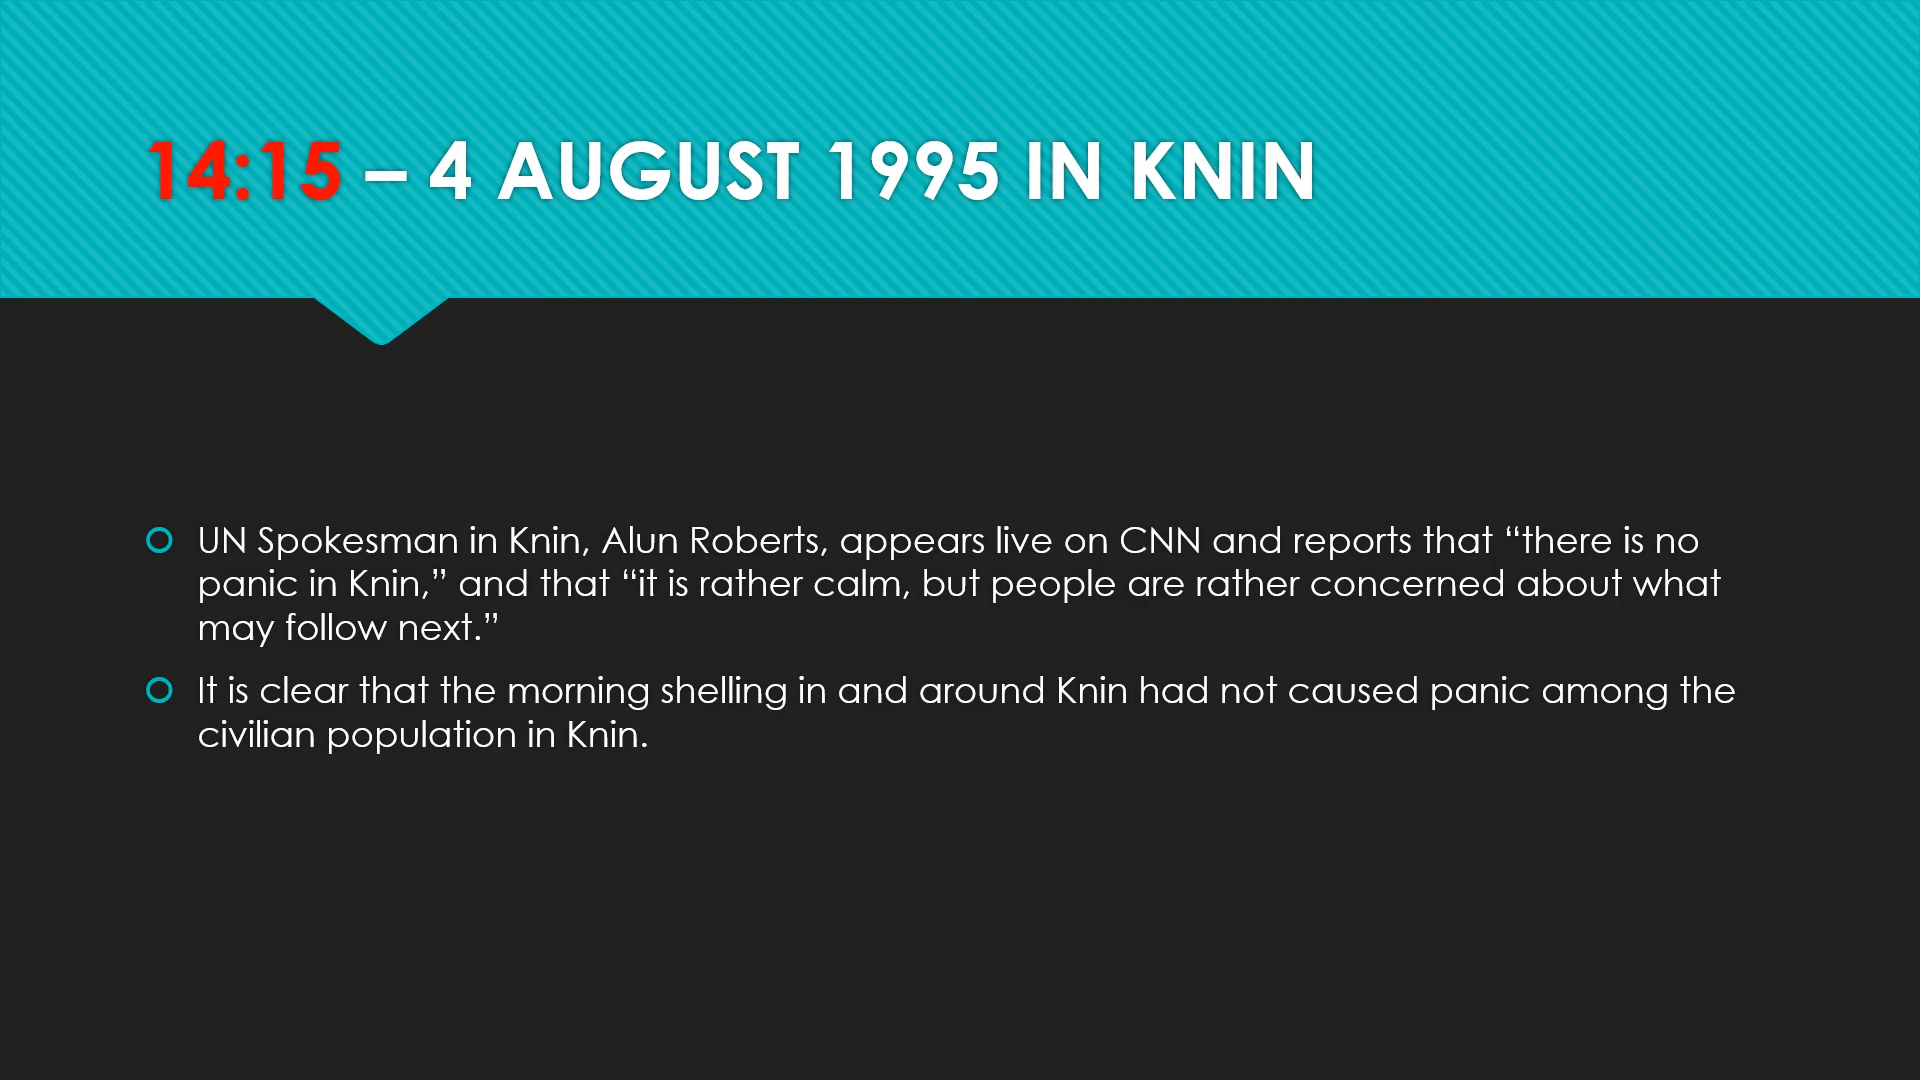 14:15 – 4 AUGUST 1995 IN KNIN
UN Spokesman in Knin, Alun Roberts, appears live on CNN and reports that “there is no
panic in Knin,” and that “it is rather calm, but people are rather concerned about what
may follow next.”
It is clear that the morning shelling in and around Knin had not caused panic among the
civilian population in Knin.